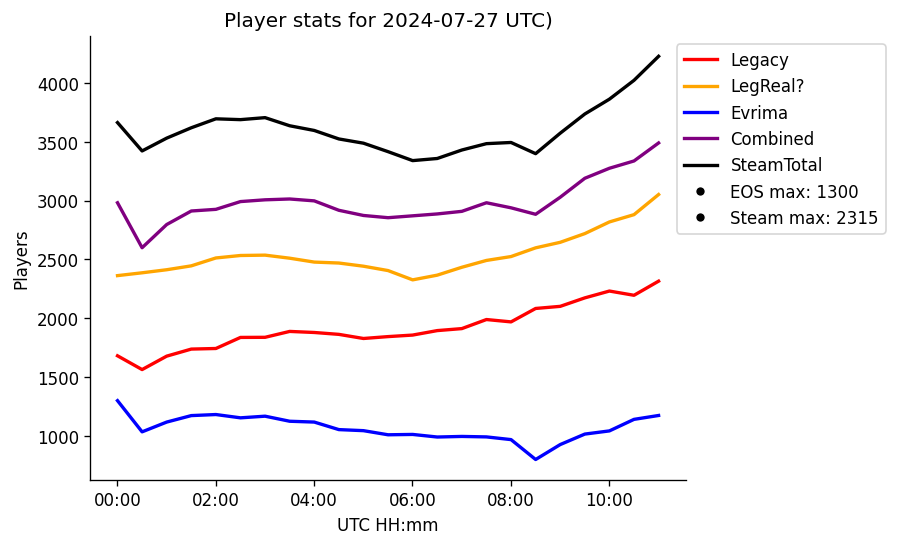 Player stats for 2024-07-27 UTC)
Players
4000
3500
3000
2500
2000
1500
1000
00:00 02:00 04:00 06:00 08:00 10:00
UTC HH:mm
Legacy
LegReal?
Evrima
Combined
SteamTotal
EOS max: 1300
Steam max: 2315